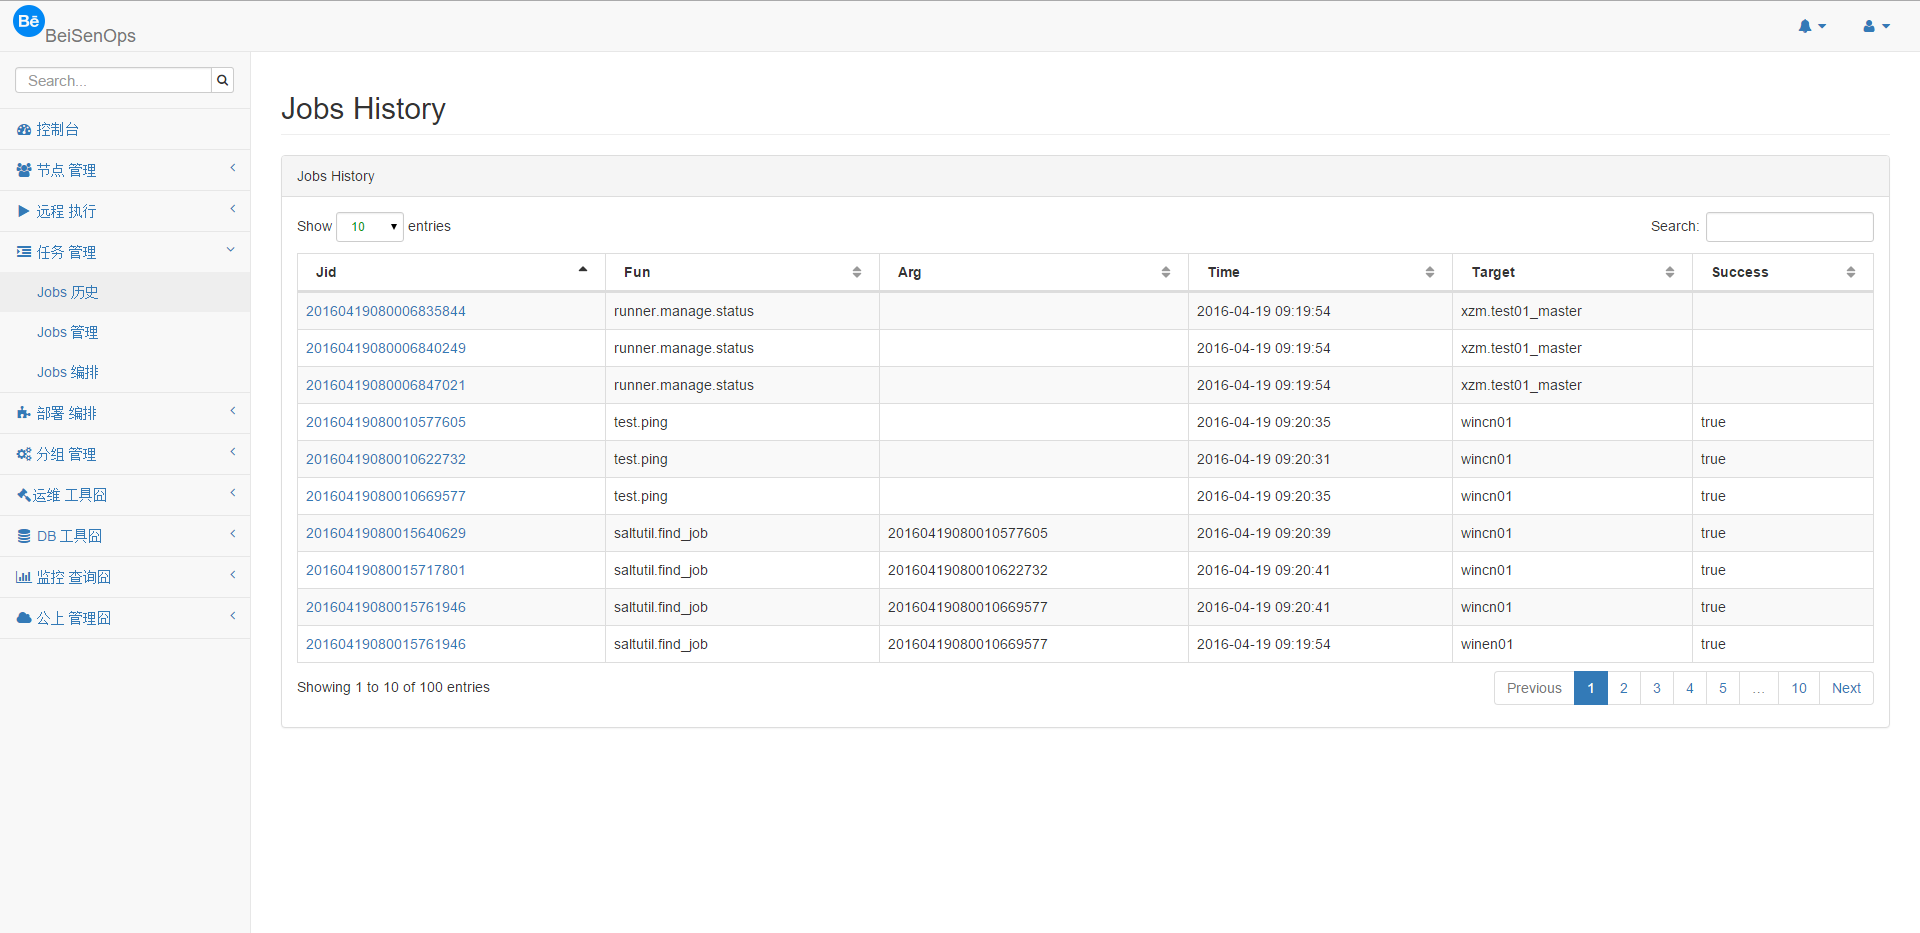 Bē BeiSenOps
Search...
控制台
节点 管理
远程 执行
任务 管理
Jobs 历史
Jobs 管理
Jobs 编排
部署 编排
分组 管理
运维 工具囧
DB 工具囧
监控 查询囧
公上 管理囧
Jobs History
Jobs History
Show 10 entries Search:
Jid Fun Arg Time Target Success
20160419080006835844 runner.manage.status 2016-04-19 09:19:54 xzm.test01_master
20160419080006840249 runner.manage.status 2016-04-19 09:19:54 xzm.test01_master
20160419080006847021 runner.manage.status 2016-04-19 09:19:54 xzm.test01_master
20160419080010577605 test.ping 2016-04-19 09:20:35 wincn01 true
20160419080010622732 test.ping 2016-04-19 09:20:31 wincn01 true
20160419080010669577 test.ping 2016-04-19 09:20:35 wincn01 true
20160419080015640629 saltutil.find_job 20160419080010577605 2016-04-19 09:20:39 wincn01 true
20160419080015717801 saltutil.find_job 20160419080010622732 2016-04-19 09:20:41 wincn01 true
20160419080015761946 saltutil.find_job 20160419080010669577 2016-04-19 09:20:41 wincn01 true
20160419080015761946 saltutil.find_job 20160419080010669577 2016-04-19 09:19:54 winen01 true
Showing 1 to 10 of 100 entries Previous 1 2 3 4 5 … 10 Next